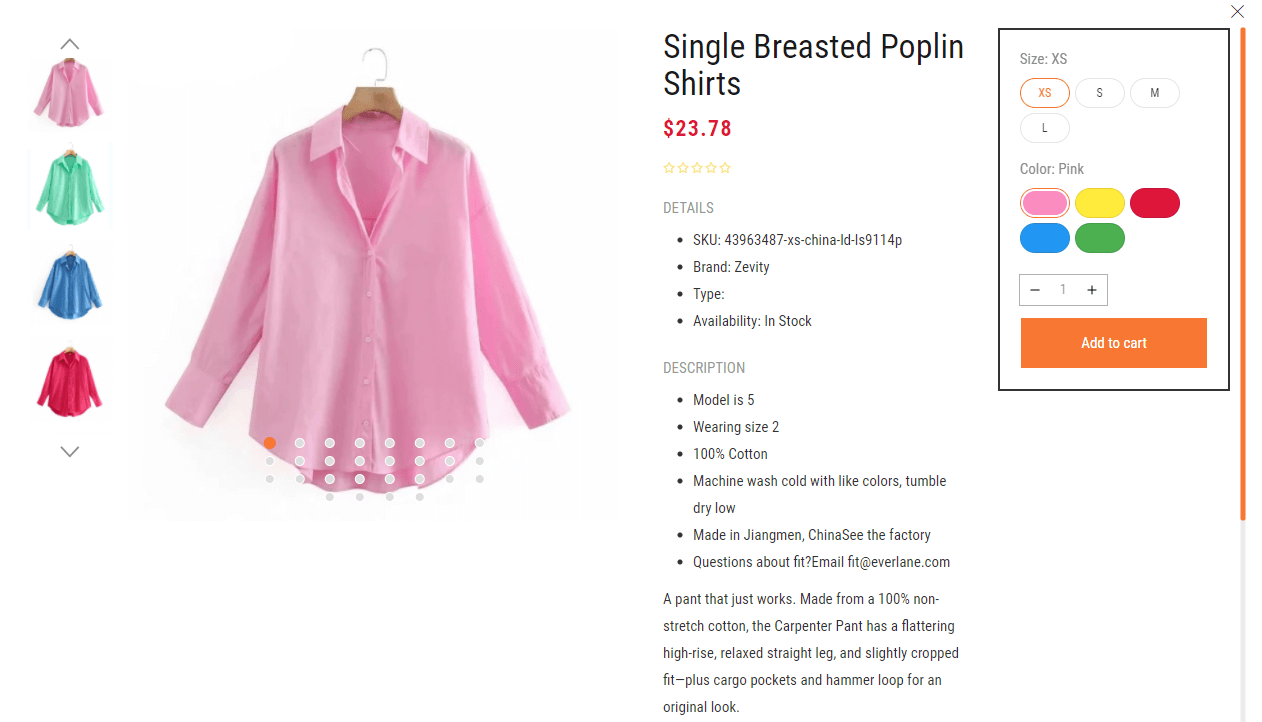 Single Breasted Poplin
Shirts
$23.78
DETAILS
SKU: 43963487-xs-china-ld-ls9114p
Brand: Zevity
Type:
Availability: In Stock
DESCRIPTION
Model is 5
Wearing size 2
100% Cotton
Machine wash cold with like colors, tumble
dry low
Made in Jiangmen, ChinaSee the factory
Questions about fit?Email fit@everlane.com
A pant that just works. Made from a 100% non-
stretch cotton, the Carpenter Pant has a flattering
high-rise, relaxed straight leg, and slightly cropped
fit—plus cargo pockets and hammer loop for an
original look.
Size: XS
XS S M
L
Color: Pink
1
Add to cart